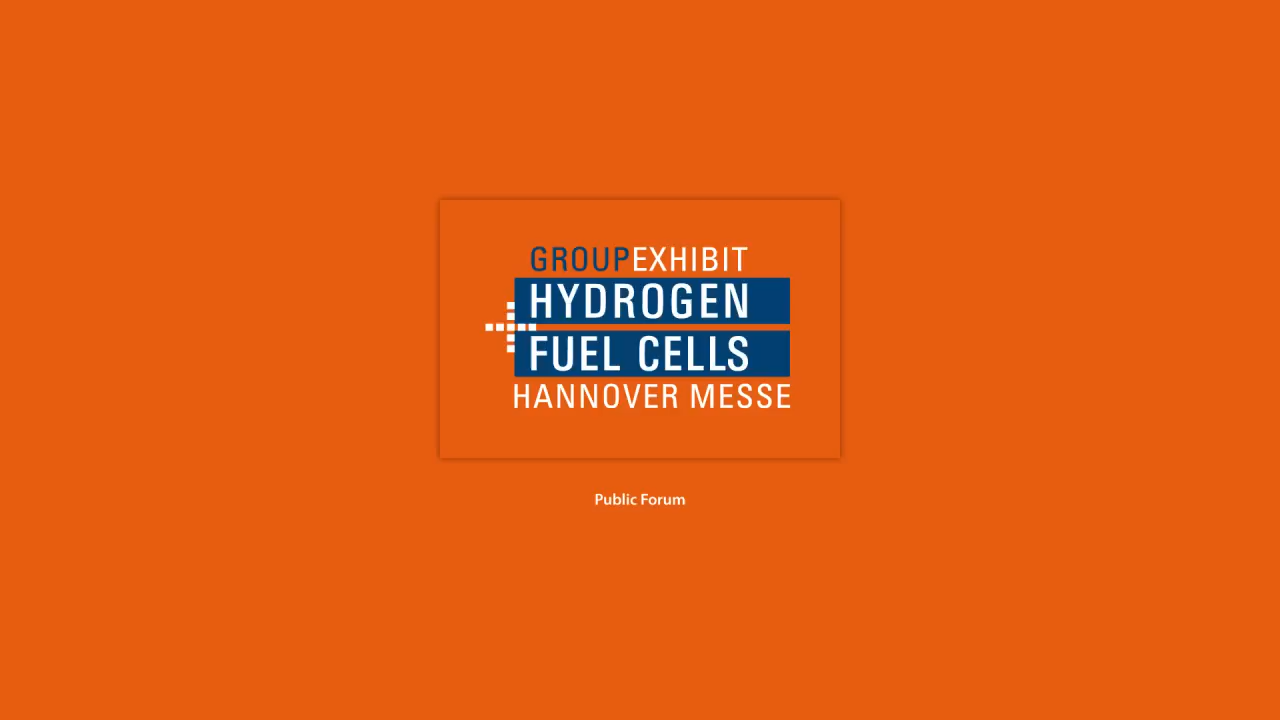 GROUPEXHIBIT
HYDROGEN
FUEL CELLS
HANNOVER MESSE
Public Forum